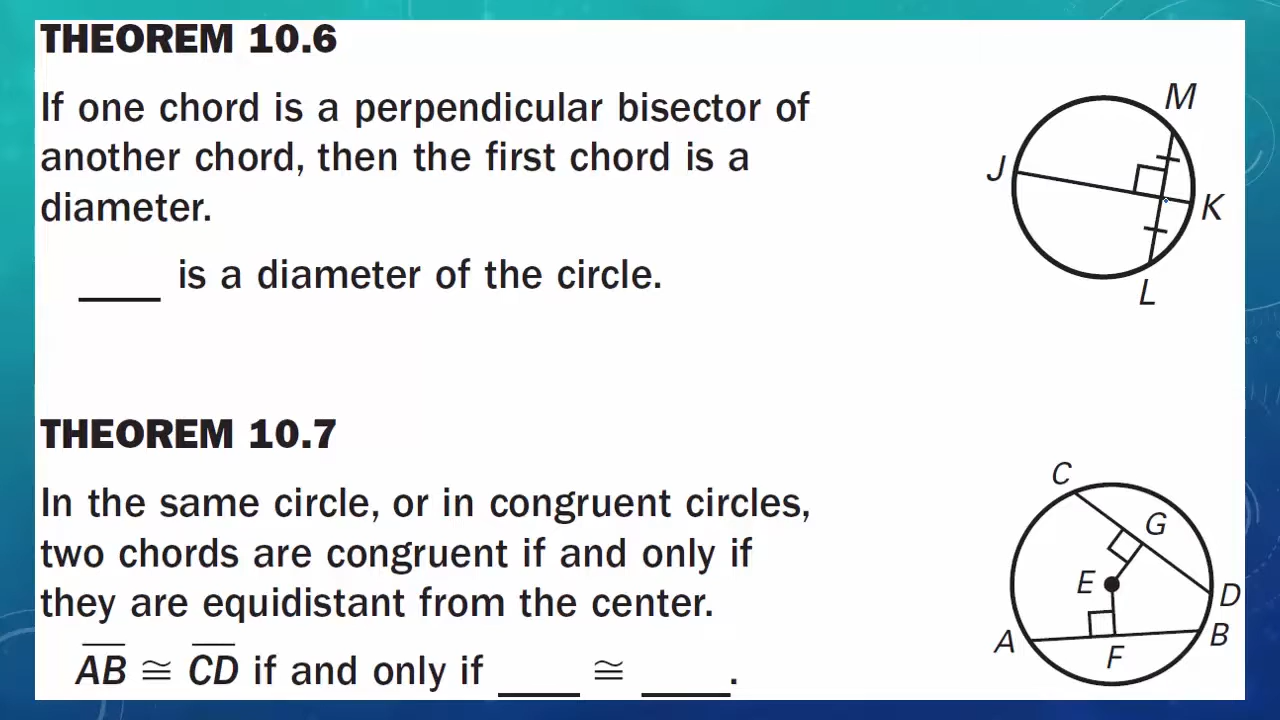 THEOREM 10.6
If one chord is a perpendicular bisector of
another chord, then the first chord is a
diameter.
____ is a diameter of the circle.
M
J
K
L
THEOREM 10.7
In the same circle, or in congruent circles,
two chords are congruent if and only if
they are equidistant from the center.
A̅B̅ ≅ C̅D̅ if and only if ____ ≅ ____.
C
G
E
D
A
B
F